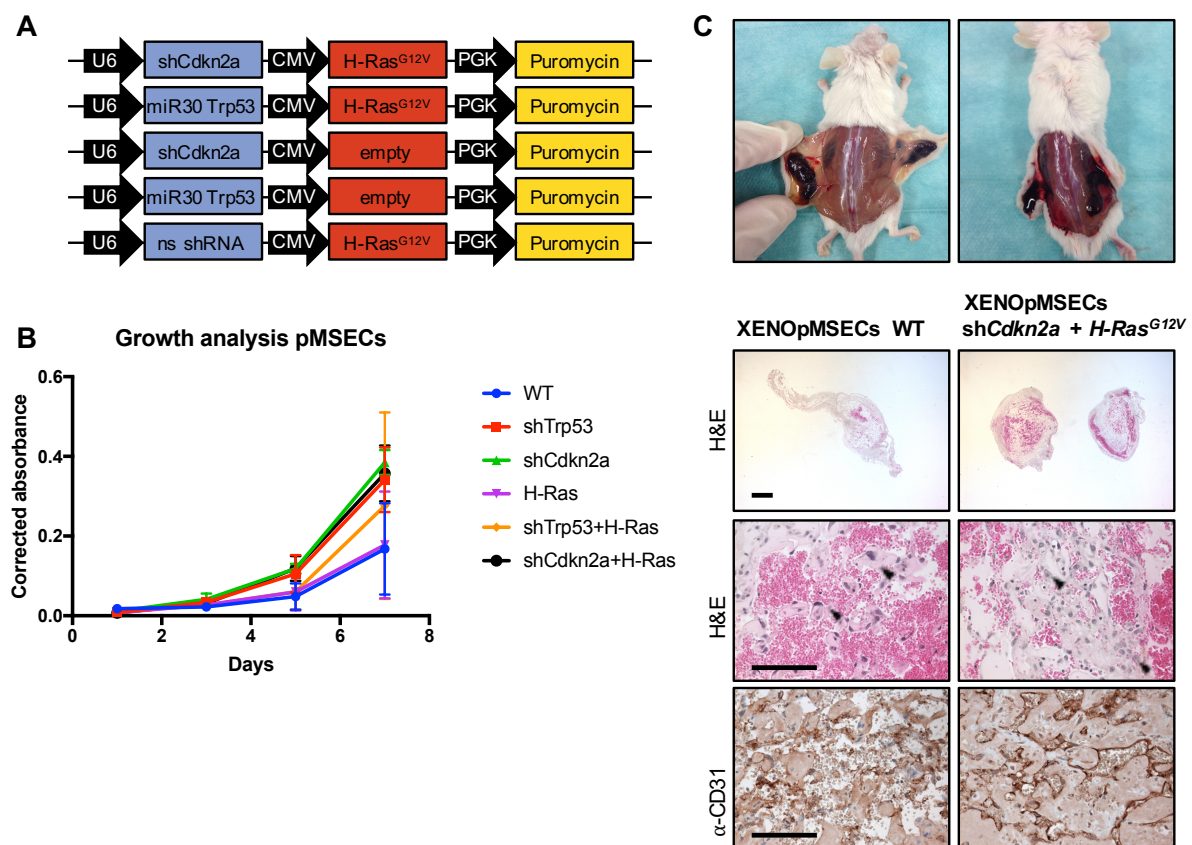 A
U6 shCdkn2a CMV H-RasG12V PGK Puromycin
U6 miR30 Trp53 CMV H-RasG12V PGK Puromycin
U6 shCdkn2a CMV empty PGK Puromycin
U6 miR30 Trp53 CMV empty PGK Puromycin
U6 ns shRNA CMV H-RasG12V PGK Puromycin
B
Growth analysis pMSECs
Corrected absorbance
0.6
0.4
0.2
0.0
0 2 4 6 8
Days
WT
shTrp53
shCdkn2a
H-Ras
shTrp53+H-Ras
shCdkn2a+H-Ras
C
XENOpMSECs WT
XENOpMSECs
shCdkn2a + H-RasG12V
H&E
H&E
α-CD31